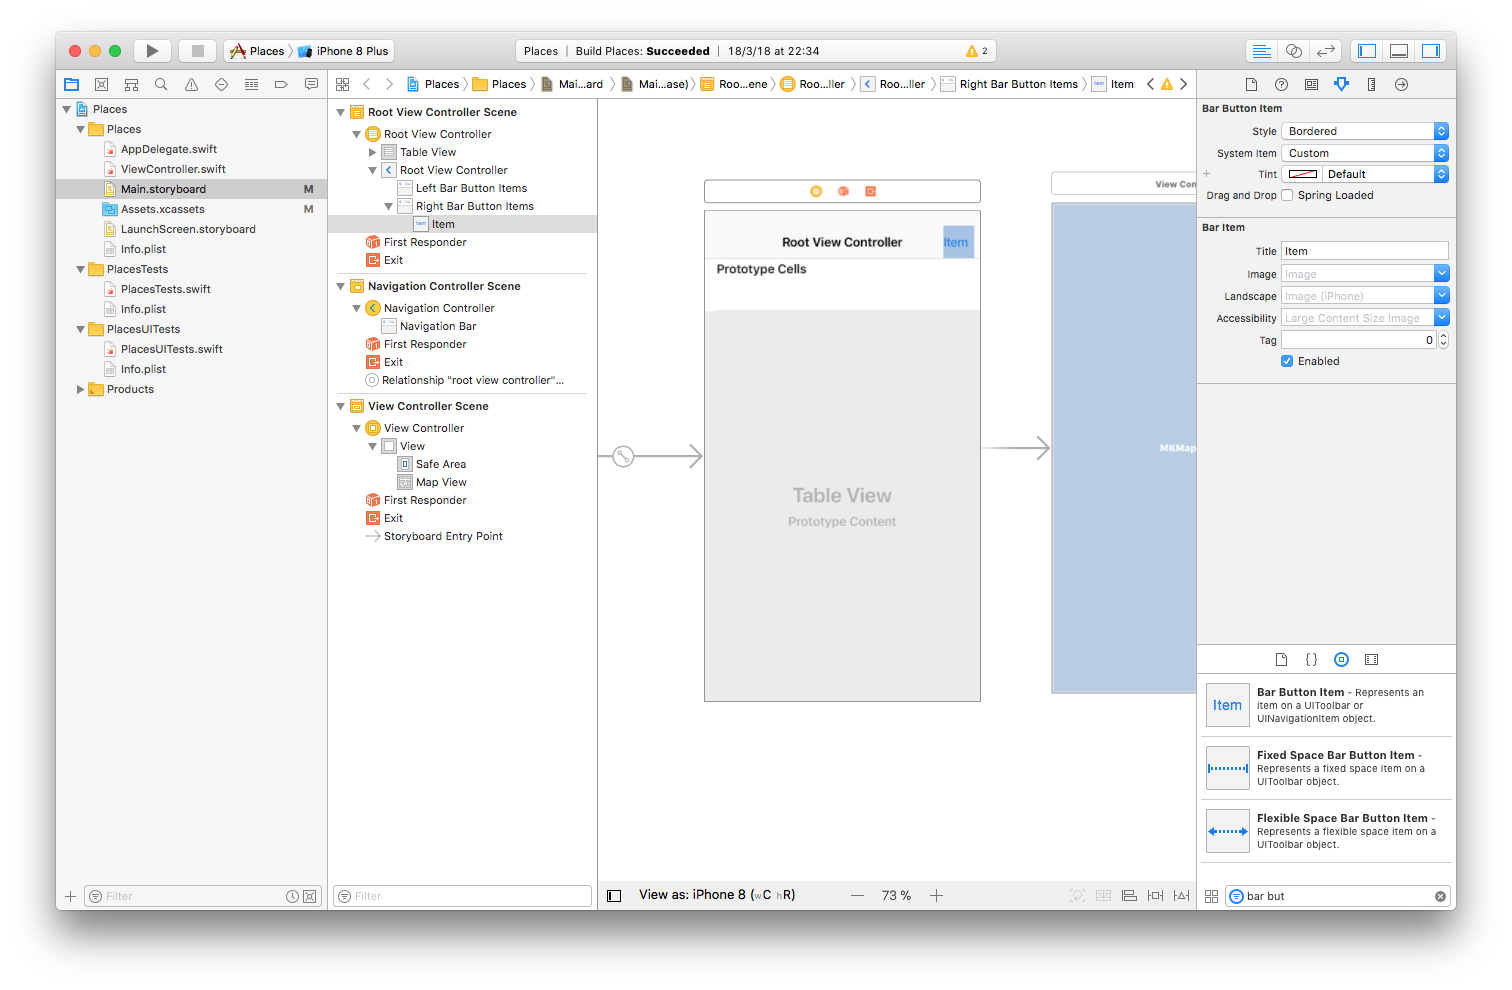 Places
iPhone 8 Plus
Places | Build Places: Succeeded | 18/3/18 at 22:34
2
Places
Places
Mai...ard
Mai...ase)
Roo...ene
Roo...ller
Roo...ller
Right Bar Button Items
Item
Places
Places
AppDelegate.swift
ViewController.swift
Main.storyboard M
Assets.xcassets M
LaunchScreen.storyboard
Info.plist
PlacesTests
PlacesTests.swift
Info.plist
PlacesUITests
PlacesUITests.swift
Info.plist
Products
Filter
Root View Controller Scene
Root View Controller
Table View
Root View Controller
Left Bar Button Items
Right Bar Button Items
Item
First Responder
Exit
Navigation Controller Scene
Navigation Controller
Navigation Bar
First Responder
Exit
Relationship "root view controller"...
View Controller Scene
View Controller
View
Safe Area
Map View
First Responder
Exit
Storyboard Entry Point
Filter
Root View Controller
Item
Prototype Cells
Table View
Prototype Content
View Con
MKMap
View as: iPhone 8 (wC hR)
73 %
Bar Button Item
Style Bordered
System Item Custom
Tint Default
Drag and Drop Spring Loaded
Bar Item
Title Item
Image Image
Landscape Image (iPhone)
Accessibility Large Content Size Image
Tag 0
Enabled
Item
Bar Button Item - Represents an
item on a UIToolbar or
UINavigationItem object.
Fixed Space Bar Button Item -
Represents a fixed space item on a
UIToolbar object.
Flexible Space Bar Button Item -
Represents a flexible space item on a
UIToolbar object.
bar but